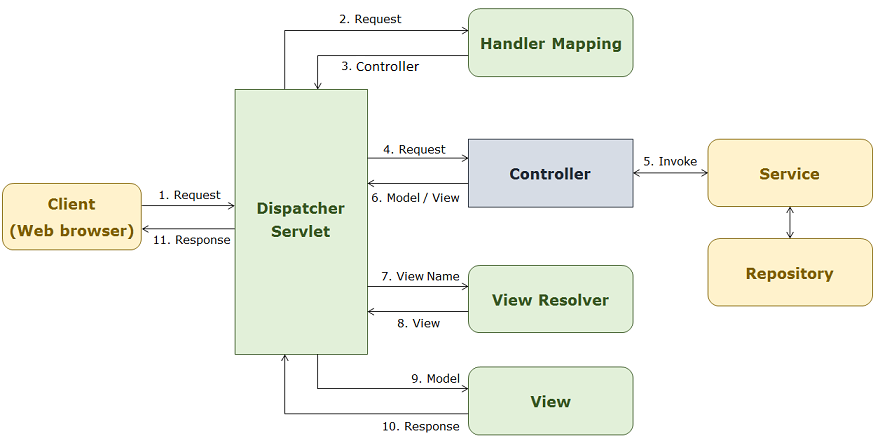 2. Request
Handler Mapping
3. Controller
4. Request
5. Invoke
Controller
Service
1. Request
6. Model / View
Client
(Web browser)
Dispatcher
Servlet
11. Response
7. View Name
Repository
View Resolver
8. View
9. Model
View
10. Response